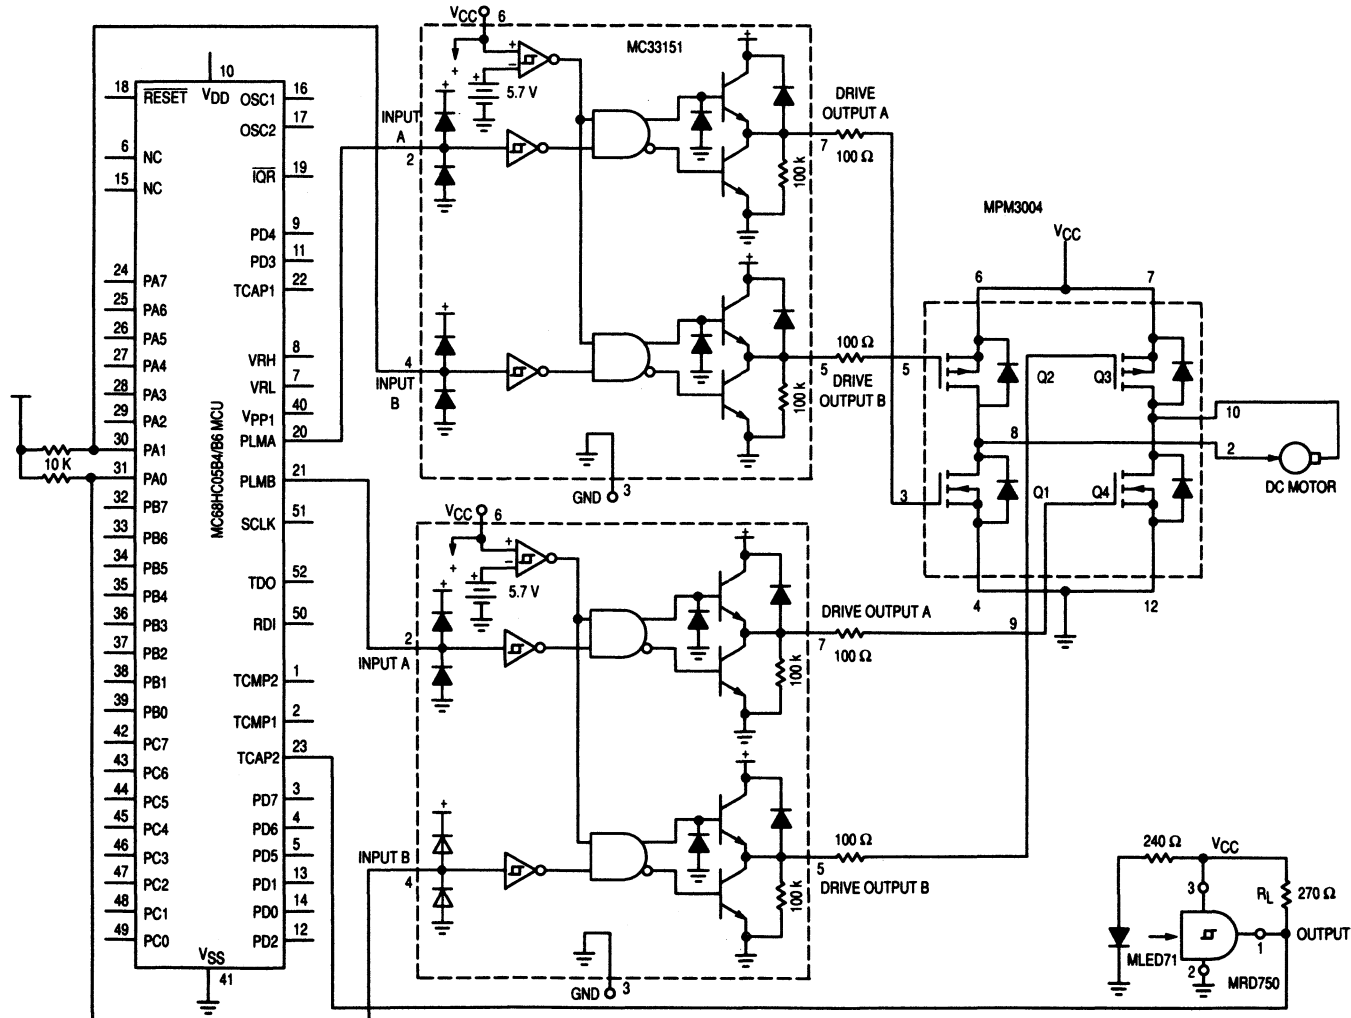 VCC 6
MC33151
5.7 V
INPUT A
2
DRIVE OUTPUT A
7
100 Ω
100 k
INPUT B
4
100 Ω
5
DRIVE OUTPUT B
100 k
GND 3
18 RESET
10
VDD
OSC1 16
OSC2 17
6 NC
15 NC
IQR 19
PD4 9
PD3 11
TCAP1 22
24 PA7
25 PA6
26 PA5
27 PA4
28 PA3
29 PA2
30 PA1
10 K
31 PA0
32 PB7
33 PB6
34 PB5
35 PB4
36 PB3
37 PB2
38 PB1
39 PB0
42 PC7
43 PC6
44 PC5
45 PC4
46 PC3
47 PC2
48 PC1
49 PC0
VRH 8
VRL 7
VPP1 40
PLMA 20
PLMB 21
SCLK 51
TDO 52
RDI 50
TCMP2 1
TCMP1 2
TCAP2 23
PD7 3
PD6 4
PD5 5
PD1 13
PD0 14
PD2 12
MC68HC05B4/B6 MCU
VSS
41
VCC 6
5.7 V
2
INPUT A
DRIVE OUTPUT A
7
100 Ω
100 k
INPUT B
4
100 Ω
5
DRIVE OUTPUT B
100 k
GND 3
MPM3004
VCC
6
7
5
Q2
Q3
10
8
2
DC MOTOR
3
Q1
Q4
4
12
9
240 Ω
VCC
3
RL
270 Ω
1
OUTPUT
MLED71
2
MRD750